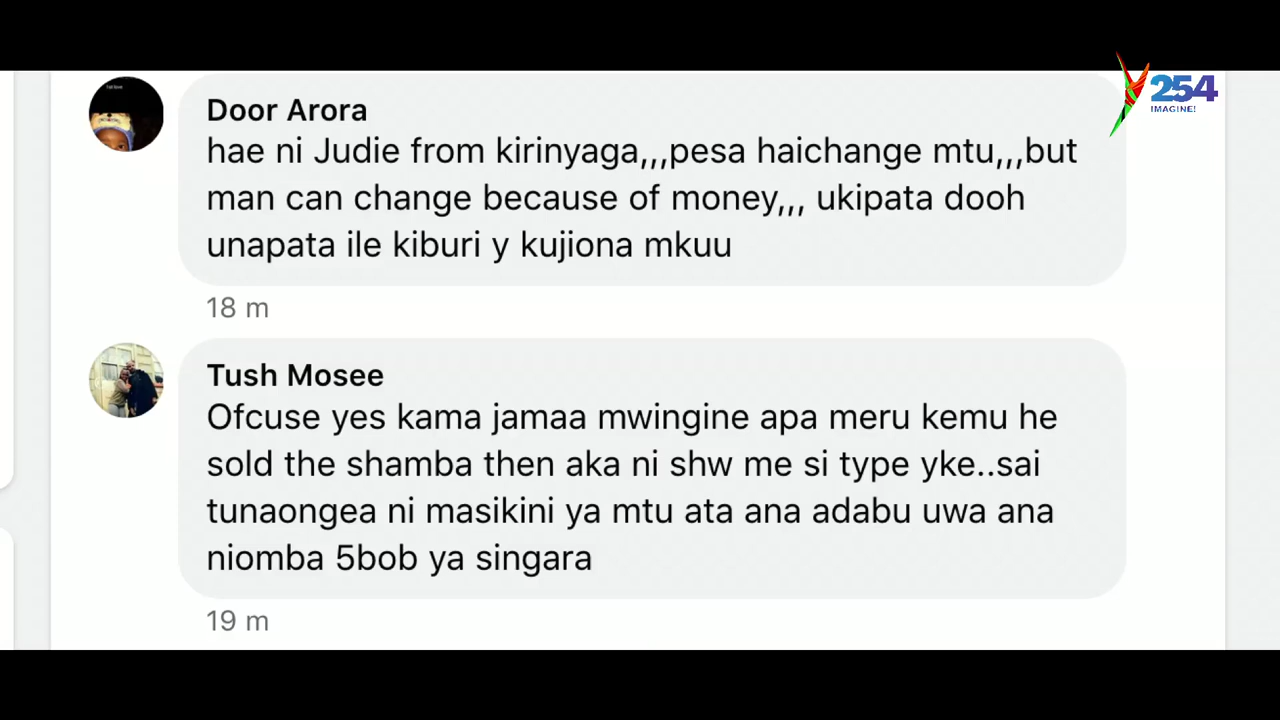 254
IMAGINE!
Door Arora
hae ni Judie from kirinyaga,,,pesa haichange mtu,,,but
man can change because of money,,, ukipata dooh
unapata ile kiburi y kujiona mkuu
18 m
Tush Mosee
Ofcuse yes kama jamaa mwingine apa meru kemu he
sold the shamba then aka ni shw me si type yke..sai
tunaongea ni masikini ya mtu ata ana adabu uwa ana
niomba 5bob ya singara
19 m